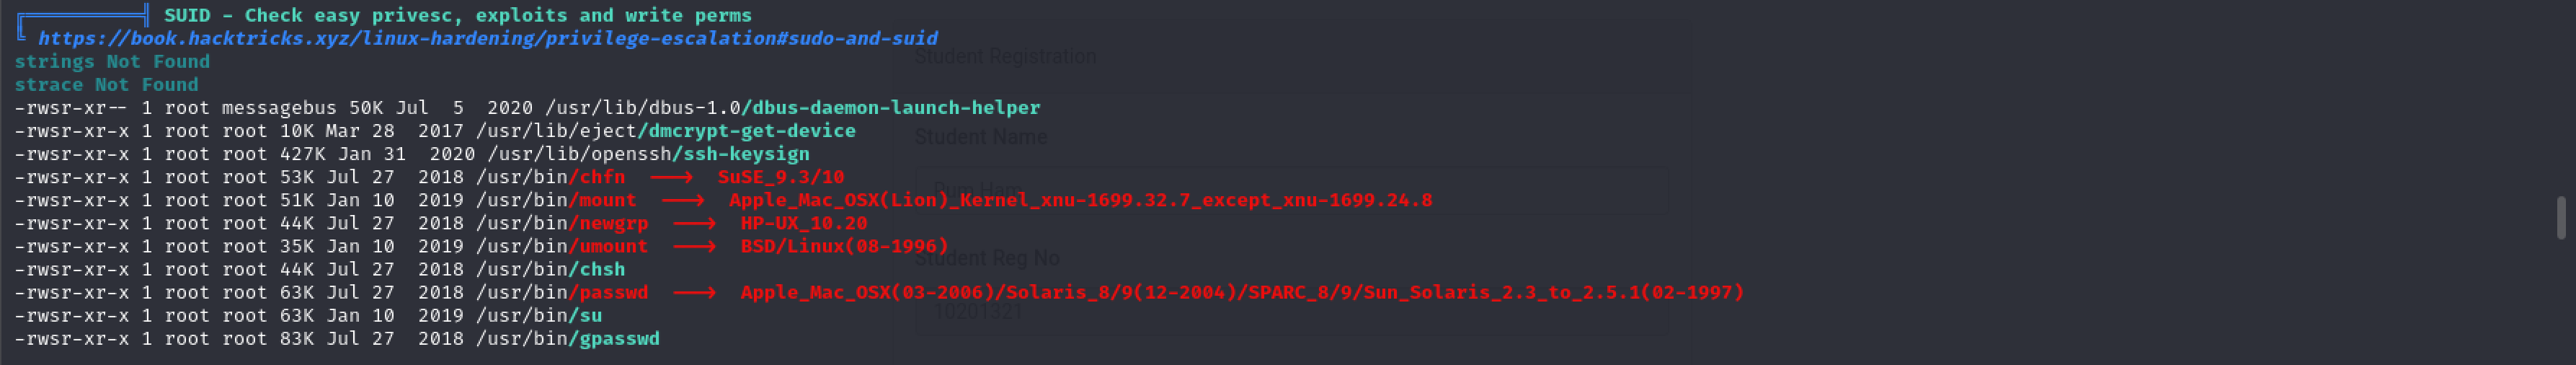 SUID - Check easy privesc, exploits and write perms
https://book.hacktricks.xyz/linux-hardening/privilege-escalation#sudo-and-suid
strings Not Found
strace Not Found
-rwsr-xr-- 1 root messagebus 50K Jul  5  2020 /usr/lib/dbus-1.0/dbus-daemon-launch-helper
-rwsr-xr-x 1 root root 10K Mar 28  2017 /usr/lib/eject/dmcrypt-get-device
-rwsr-xr-x 1 root root 427K Jan 31  2020 /usr/lib/openssh/ssh-keysign
-rwsr-xr-x 1 root root 53K Jul 27  2018 /usr/bin/chfn  --->  SuSE_9.3/10
-rwsr-xr-x 1 root root 51K Jan 10  2019 /usr/bin/mount  --->  Apple_Mac_OSX(Lion)_Kernel_xnu-1699.32.7_except_xnu-1699.24.8
-rwsr-xr-x 1 root root 44K Jul 27  2018 /usr/bin/newgrp  --->  HP-UX_10.20
-rwsr-xr-x 1 root root 35K Jan 10  2019 /usr/bin/umount  --->  BSD/Linux(08-1996)
-rwsr-xr-x 1 root root 44K Jul 27  2018 /usr/bin/chsh
-rwsr-xr-x 1 root root 63K Jul 27  2018 /usr/bin/passwd  --->  Apple_Mac_OSX(03-2006)/Solaris_8/9(12-2004)/SPARC_8/9/Sun_Solaris_2.3_to_2.5.1(02-1997)
-rwsr-xr-x 1 root root 63K Jan 10  2019 /usr/bin/su
-rwsr-xr-x 1 root root 83K Jul 27  2018 /usr/bin/gpasswd
Student Registration
Student Name
Student Reg No
10201321